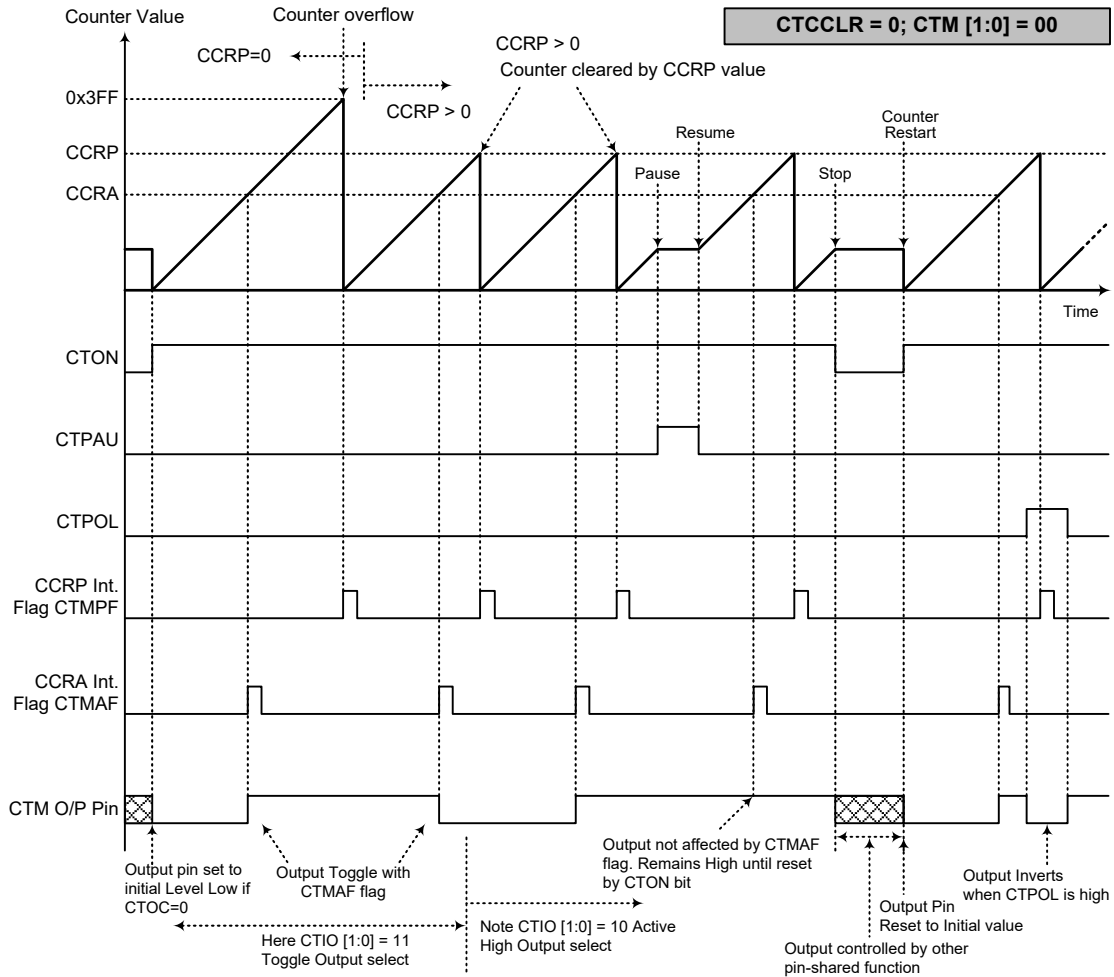 Counter Value
Counter overflow
CTCCLR = 0; CTM [1:0] = 00
CCRP=0
CCRP > 0
CCRP > 0
Counter cleared by CCRP value
0x3FF
CCRP
CCRA
Pause
Resume
Stop
Counter
Restart
Time
CTON
CTPAU
CTPOL
CCRP Int.
Flag CTMPF
CCRA Int.
Flag CTMAF
CTM O/P Pin
Output pin set to
initial Level Low if
CTOC=0
Output Toggle with
CTMAF flag
Here CTIO [1:0] = 11
Toggle Output select
Note CTIO [1:0] = 10 Active
High Output select
Output not affected by CTMAF
flag. Remains High until reset
by CTON bit
Output controlled by other
pin-shared function
Output Pin
Reset to Initial value
Output Inverts
when CTPOL is high